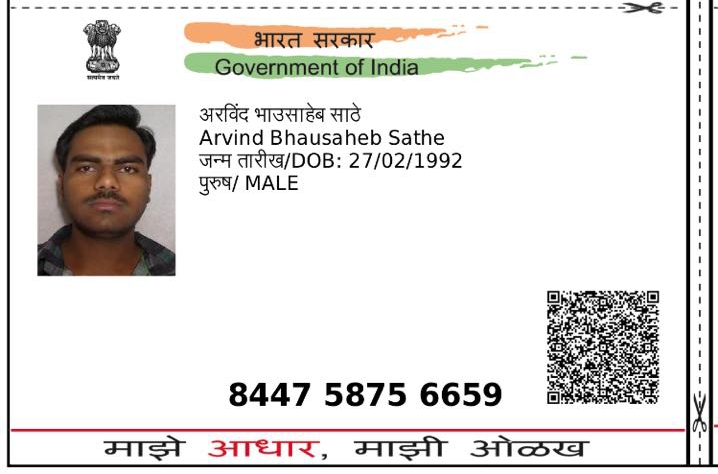 भारत सरकार
Government of India
सत्यमेव जयते
अरविंद भाउसाहेब साठे
Arvind Bhausaheb Sathe
जन्म तारीख/DOB: 27/02/1992
पुरुष/ MALE
8447 5875 6659
माझे आधार, माझी ओळख